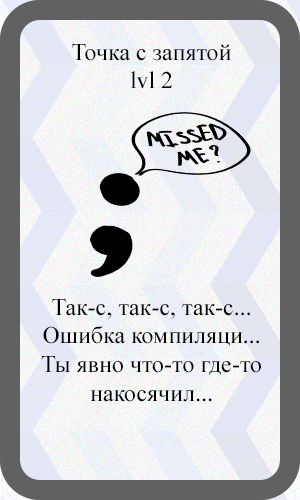 Точка с запятой
lvl 2
MISSED
ME?
Так-с, так-с, так-с...
Ошибка компиляци...
Ты явно что-то где-то
накосячил...